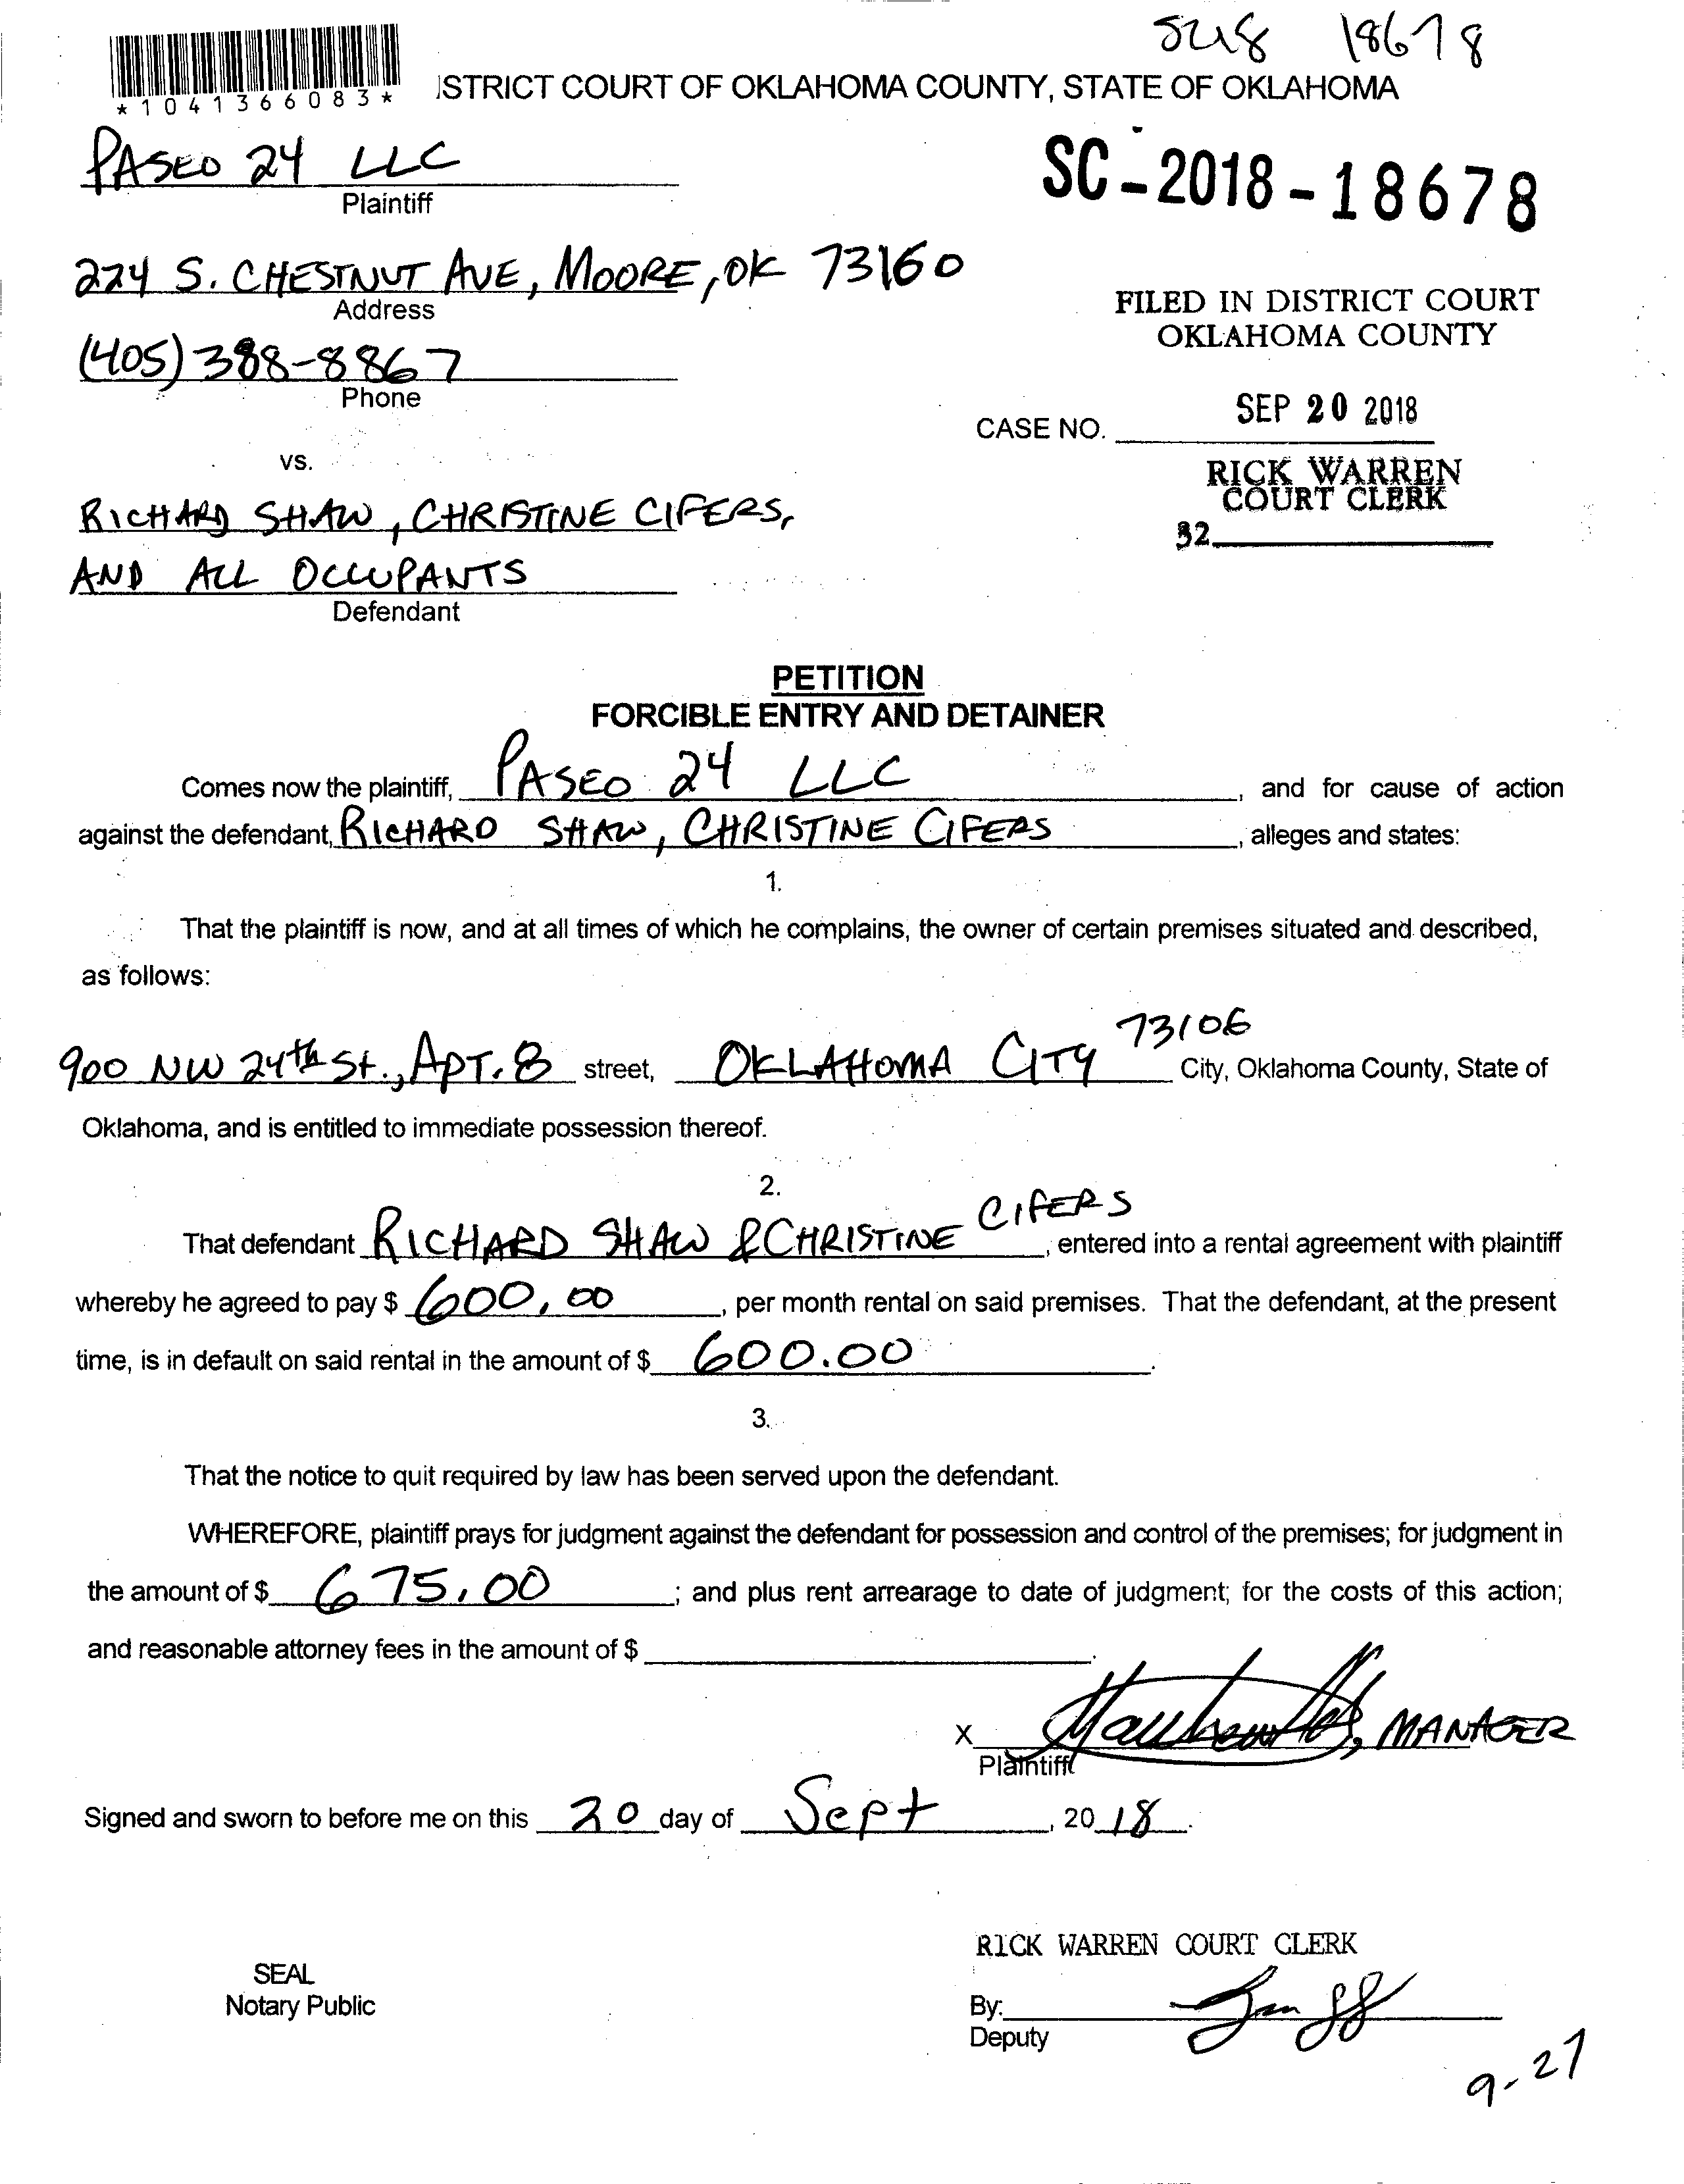 18678
*1041366083*
ISTRICT COURT OF OKLAHOMA COUNTY, STATE OF OKLAHOMA
PASEO 24 LLC
Plaintiff
SC-2018-18678
224 S. CHESTNUT AVE, MOORE, OK 73160
Address
FILED IN DISTRICT COURT
OKLAHOMA COUNTY
(405) 388-8867
Phone
SEP 20 2018
CASE NO.
vs.
RICK WARREN
COURT CLERK
32
RICHARD SHAW, CHRISTINE CIFERS,
AND ALL OCCUPANTS
Defendant
PETITION
FORCIBLE ENTRY AND DETAINER
Comes now the plaintiff, PASEO 24 LLC, and for cause of action
against the defendant, RICHARD SHAW, CHRISTINE CIFERS, alleges and states:
1.
That the plaintiff is now, and at all times of which he complains, the owner of certain premises situated and described,
as follows:
900 NW 24th St., APT. 8 street, OKLAHOMA CITY 73106 City, Oklahoma County, State of
Oklahoma, and is entitled to immediate possession thereof.
2.
That defendant RICHARD SHAW & CHRISTINE CIFERS, entered into a rental agreement with plaintiff
whereby he agreed to pay $ 600.00, per month rental on said premises. That the defendant, at the present
time, is in default on said rental in the amount of $ 600.00.
3.
That the notice to quit required by law has been served upon the defendant.
WHEREFORE, plaintiff prays for judgment against the defendant for possession and control of the premises; for judgment in
the amount of $ 675.00; and plus rent arrearage to date of judgment; for the costs of this action;
and reasonable attorney fees in the amount of $.
X , MANAGER
Plaintiff
Signed and sworn to before me on this 20 day of Sept, 2018.
RICK WARREN COURT CLERK
SEAL
Notary Public
By:
Deputy
9-27